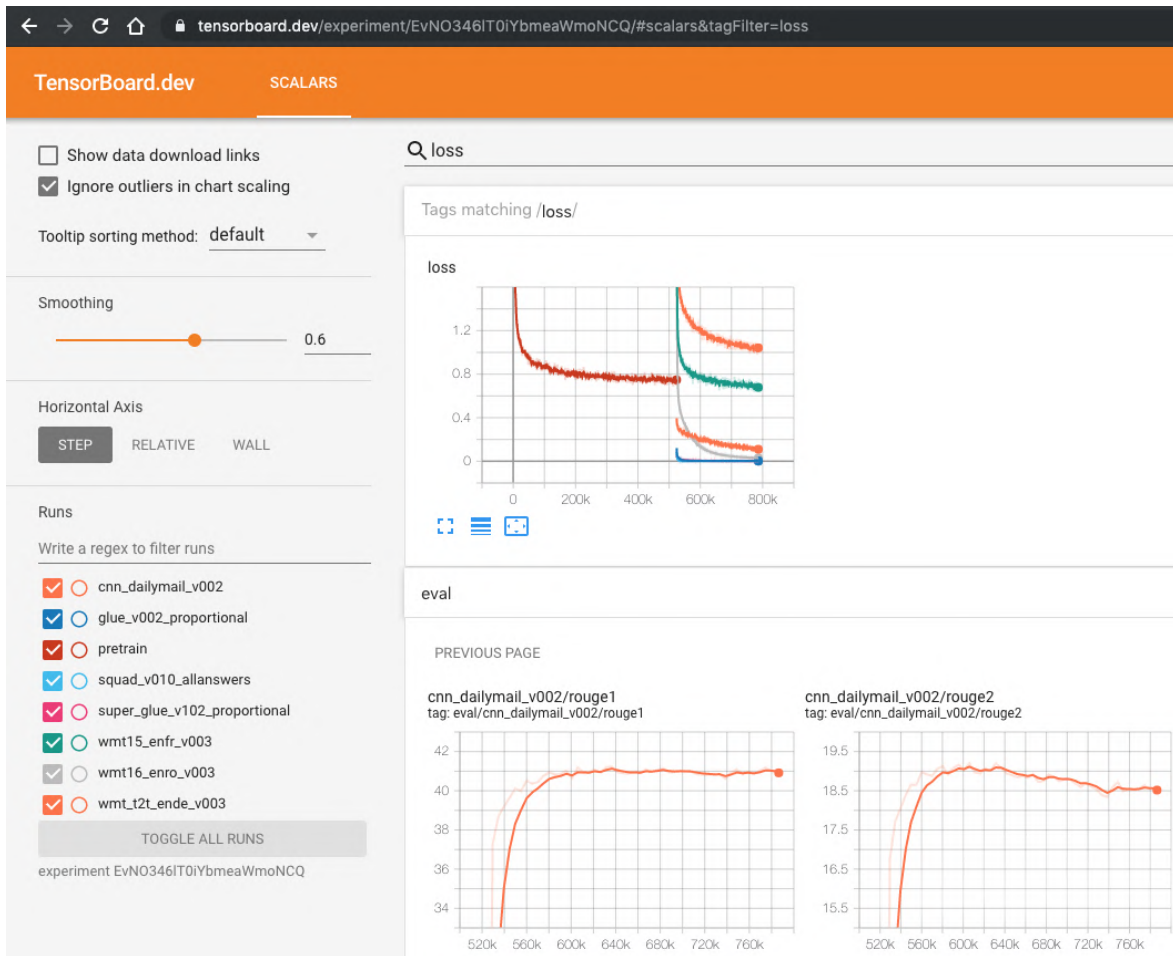 tensorboard.dev/experiment/EvNO346lT0iYbmeaWmoNCQ/#scalars&tagFilter=loss
TensorBoard.dev
SCALARS
Show data download links
Ignore outliers in chart scaling
Tooltip sorting method: default
Smoothing
0.6
Horizontal Axis
STEP RELATIVE WALL
Runs
Write a regex to filter runs
cnn_dailymail_v002
glue_v002_proportional
pretrain
squad_v010_allanswers
super_glue_v102_proportional
wmt15_enfr_v003
wmt16_enro_v003
wmt_t2t_ende_v003
TOGGLE ALL RUNS
experiment EvNO346lT0iYbmeaWmoNCQ
loss
Tags matching /loss/
loss
1.2
0.8
0.4
0
0 200k 400k 600k 800k
eval
PREVIOUS PAGE
cnn_dailymail_v002/rouge1
tag: eval/cnn_dailymail_v002/rouge1
42
40
38
36
34
520k 560k 600k 640k 680k 720k 760k
cnn_dailymail_v002/rouge2
tag: eval/cnn_dailymail_v002/rouge2
19.5
18.5
17.5
16.5
15.5
520k 560k 600k 640k 680k 720k 760k